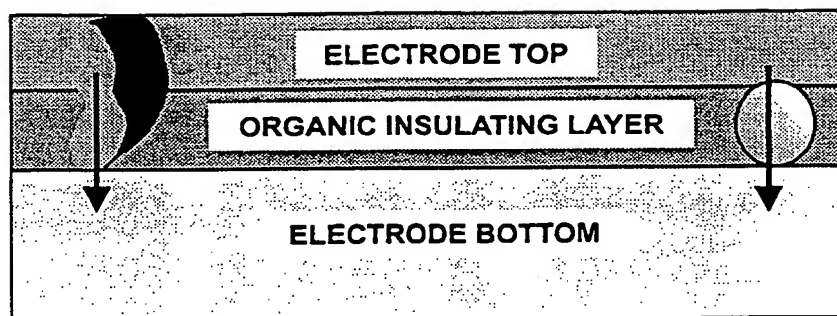 ELECTRODE TOP
ORGANIC INSULATING LAYER
ELECTRODE BOTTOM